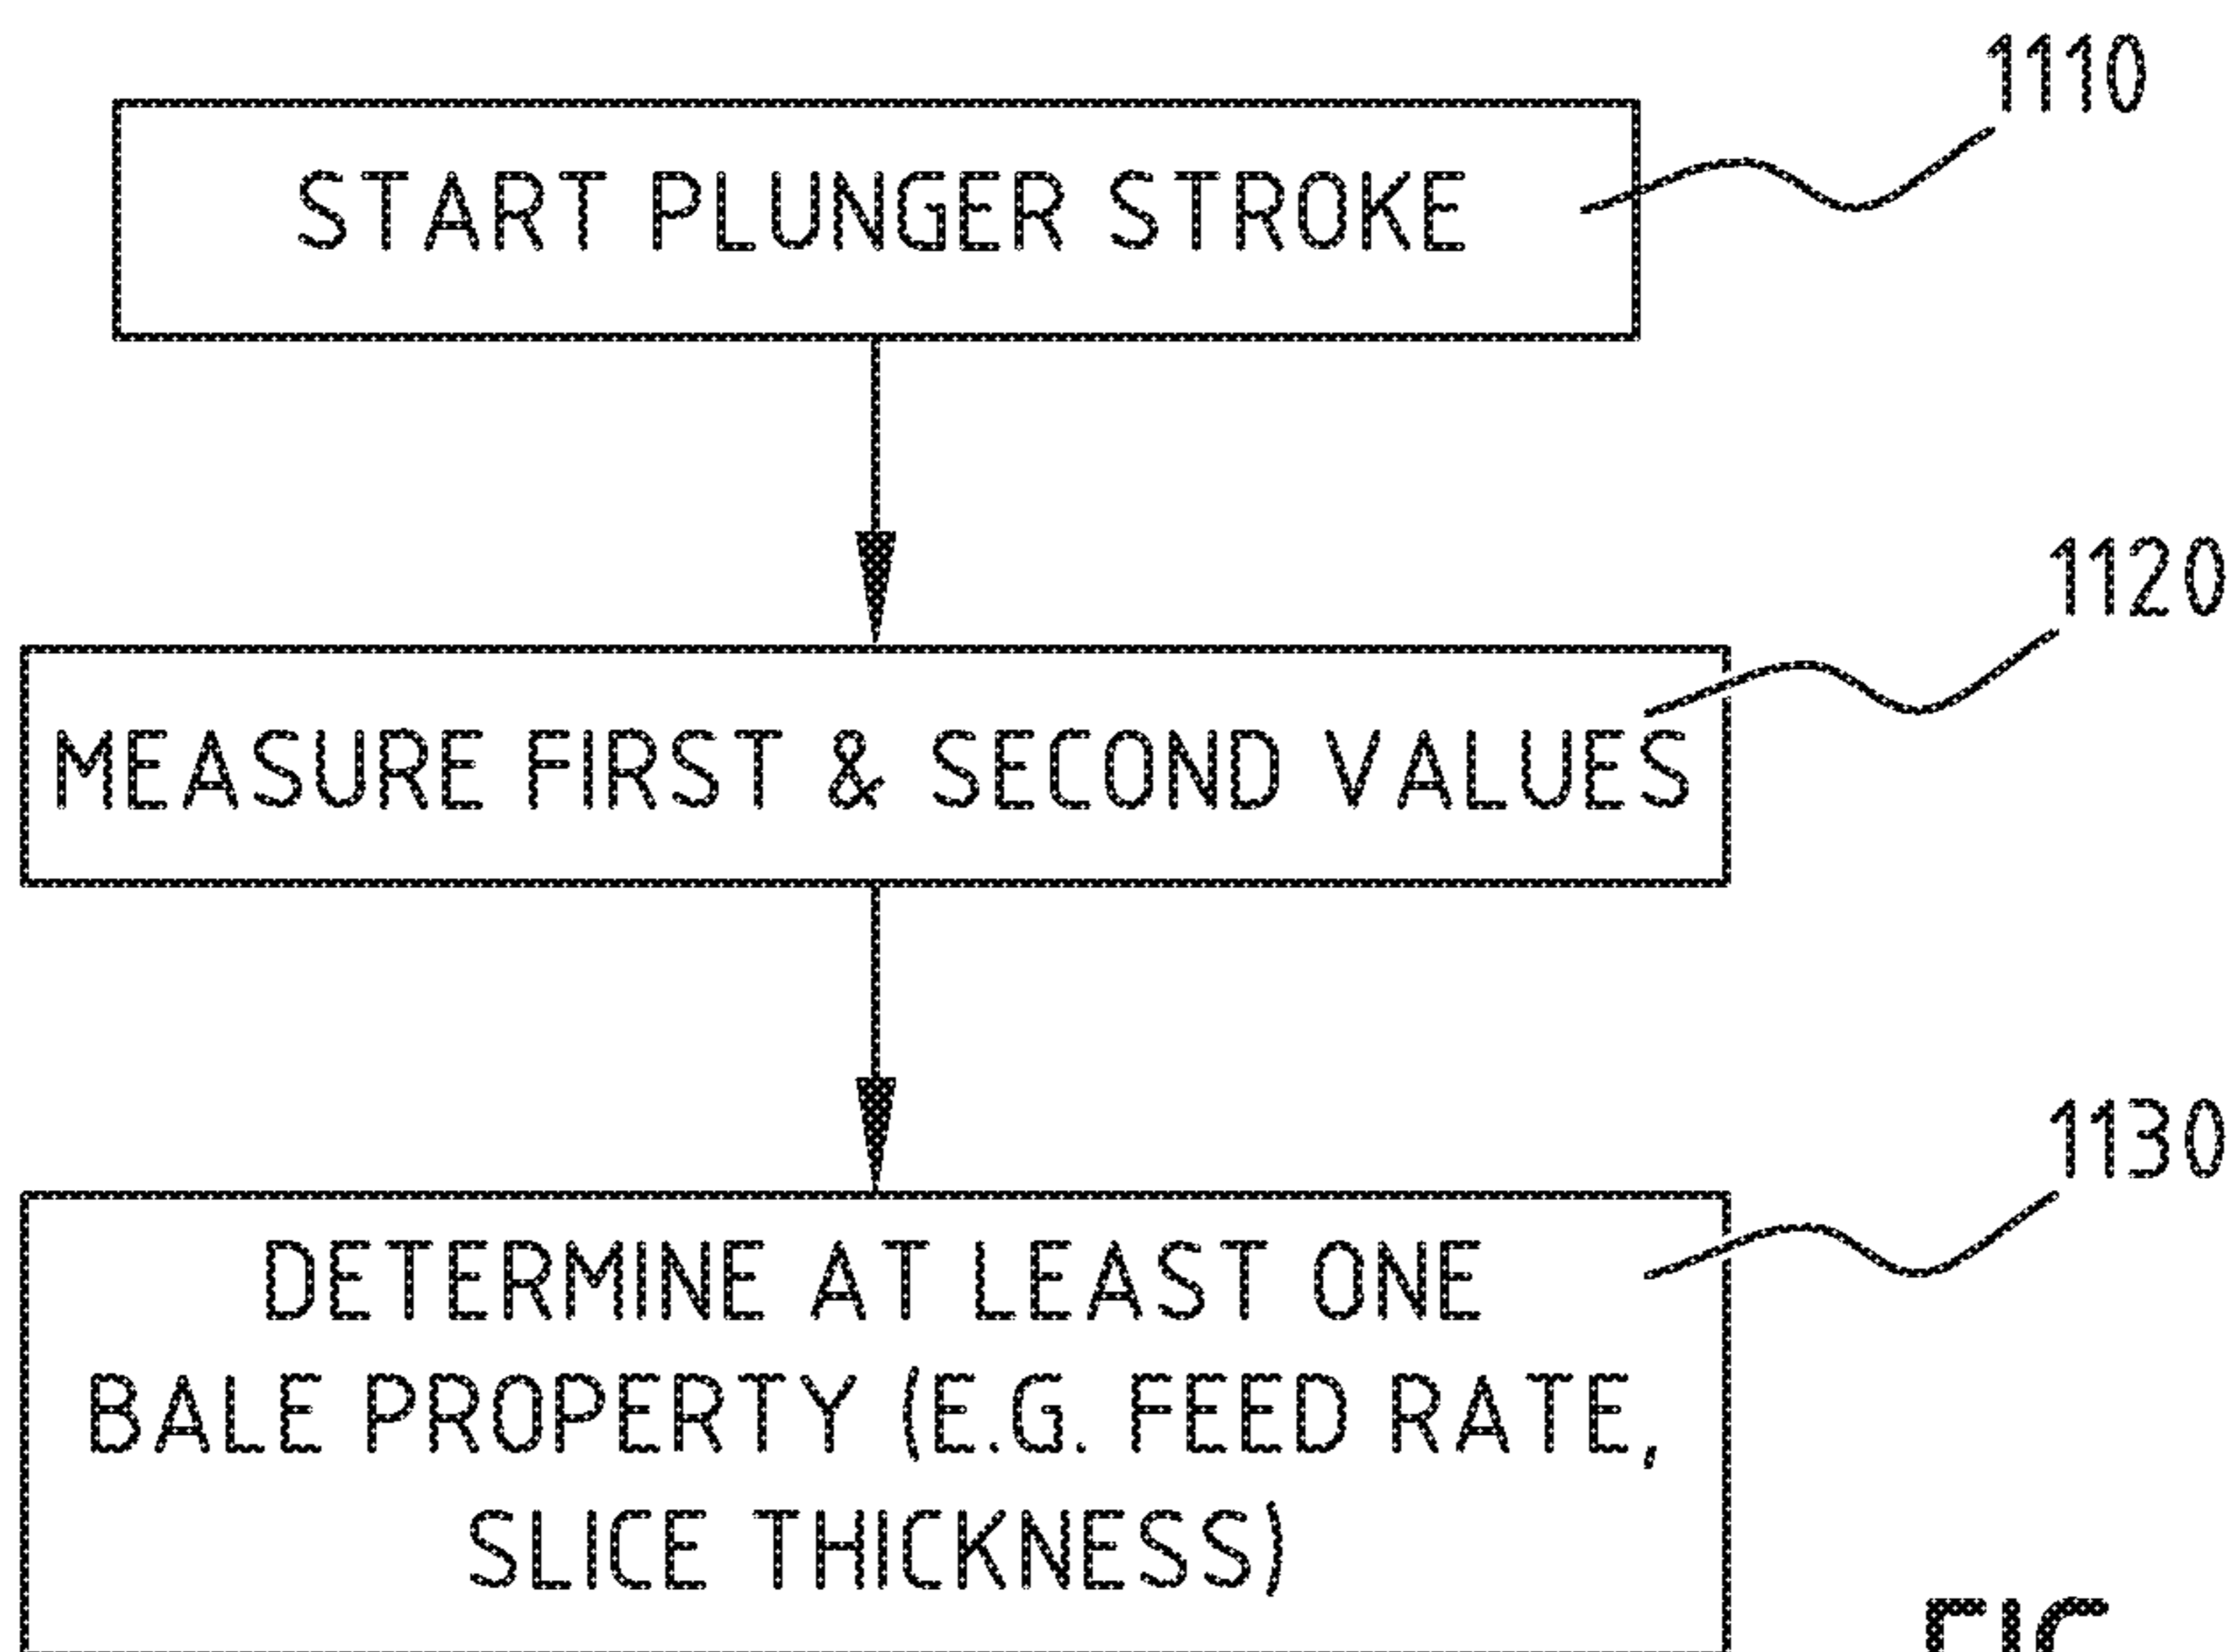 1110
START PLUNGER STROKE
1120
MEASURE FIRST & SECOND VALUES
1130
DETERMINE AT LEAST ONE
BALE PROPERTY (E.G. FEED RATE,
SLICE THICKNESS)